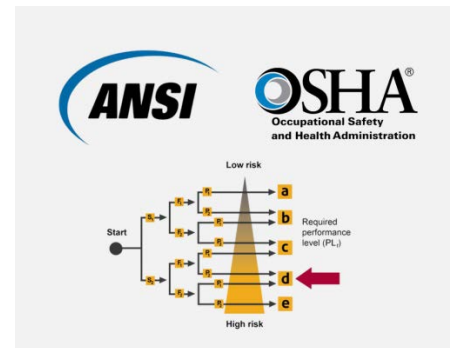 ANSI
OSHA®
Occupational Safety
and Health Administration
Low risk
Start
a
b
c
d
e
Required
performance
level (PLr)
High risk